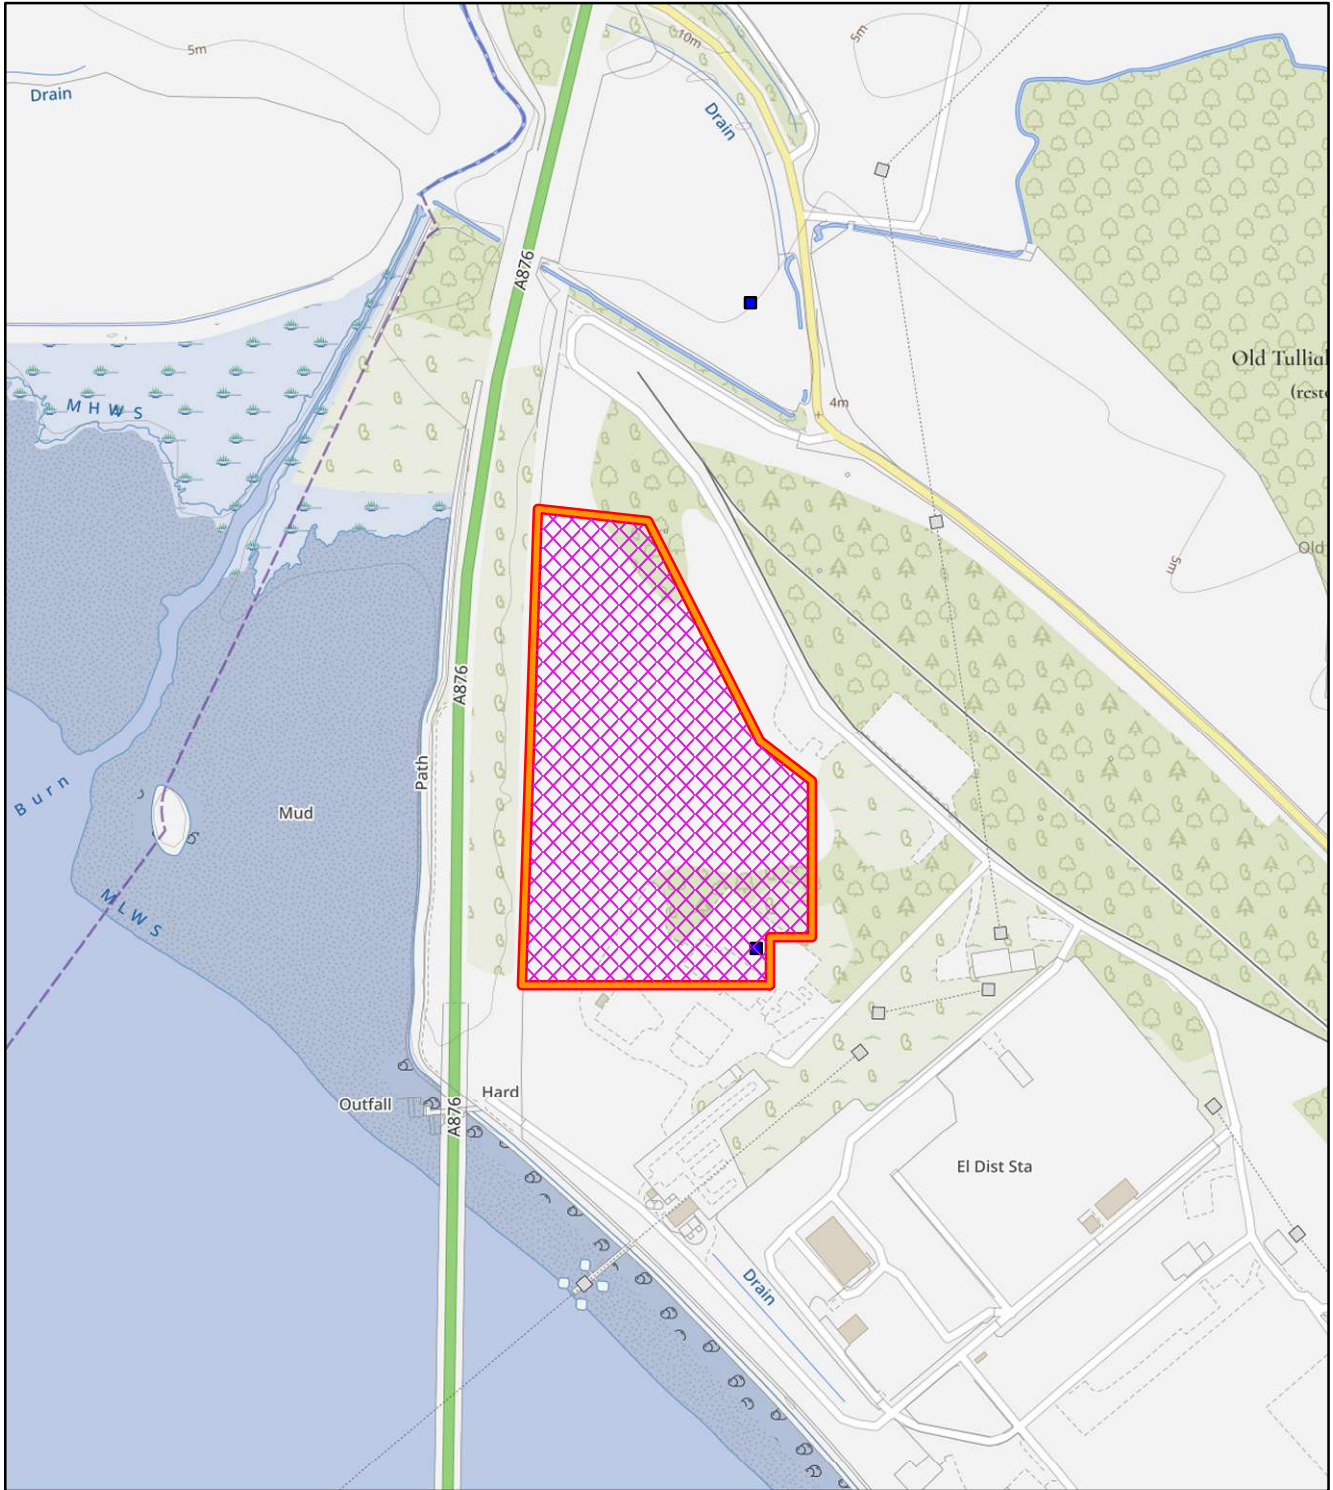 5m
10m
5m
Drain
Drain
A876
Old Tullial
(resto
4m
MHWS
Old
5m
A876
Path
Burn
Mud
MLWS
Hard
Outfall
A876
El Dist Sta
Drain